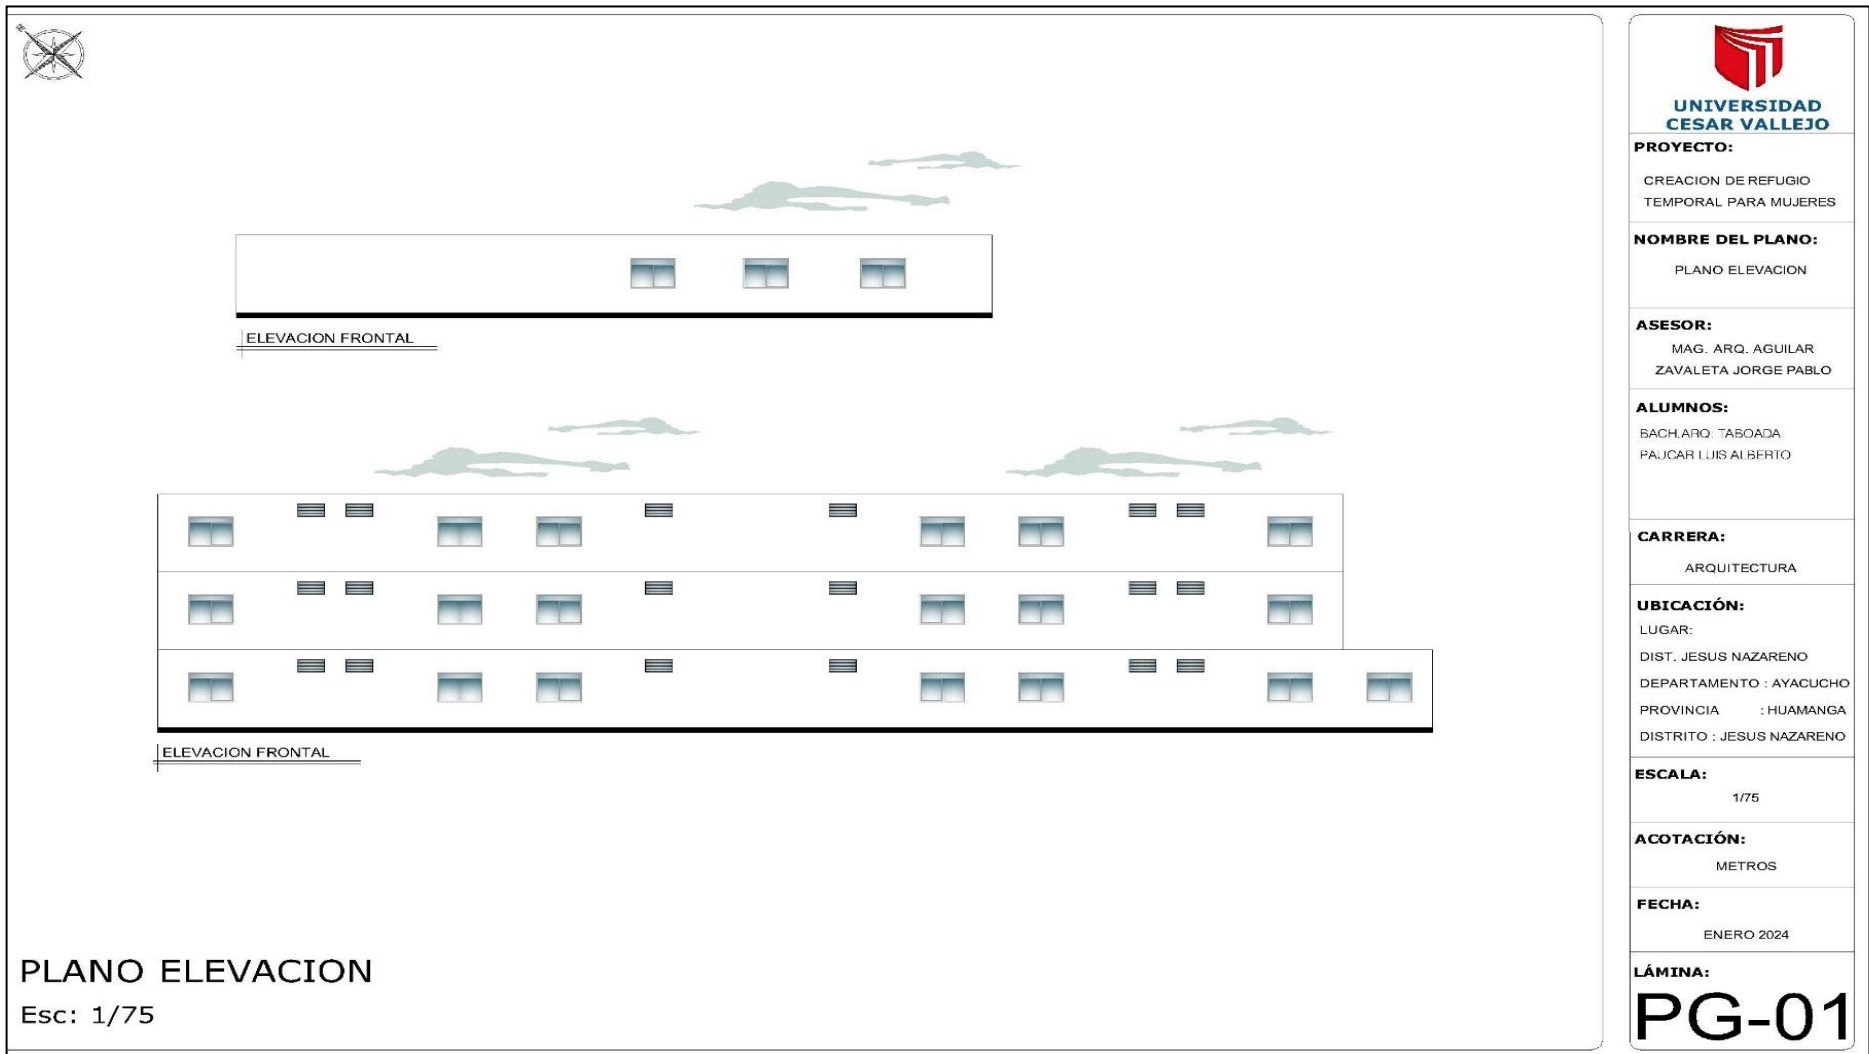 ELEVACION FRONTAL
ELEVACION FRONTAL
PLANO ELEVACION
Esc: 1/75
UNIVERSIDAD
CESAR VALLEJO
PROYECTO:
CREACION DE REFUGIO
TEMPORAL PARA MUJERES
NOMBRE DEL PLANO:
PLANO ELEVACION
ASESOR:
MAG. ARQ. AGUILAR
ZAVALETA JORGE PABLO
ALUMNOS:
BACH.ARQ: TABOADA
PAUCAR LUIS ALBERTO
CARRERA:
ARQUITECTURA
UBICACIÓN:
LUGAR:
DIST. JESUS NAZARENO
DEPARTAMENTO : AYACUCHO
PROVINCIA : HUAMANGA
DISTRITO : JESUS NAZARENO
ESCALA:
1/75
ACOTACIÓN:
METROS
FECHA:
ENERO 2024
LÁMINA:
PG-01